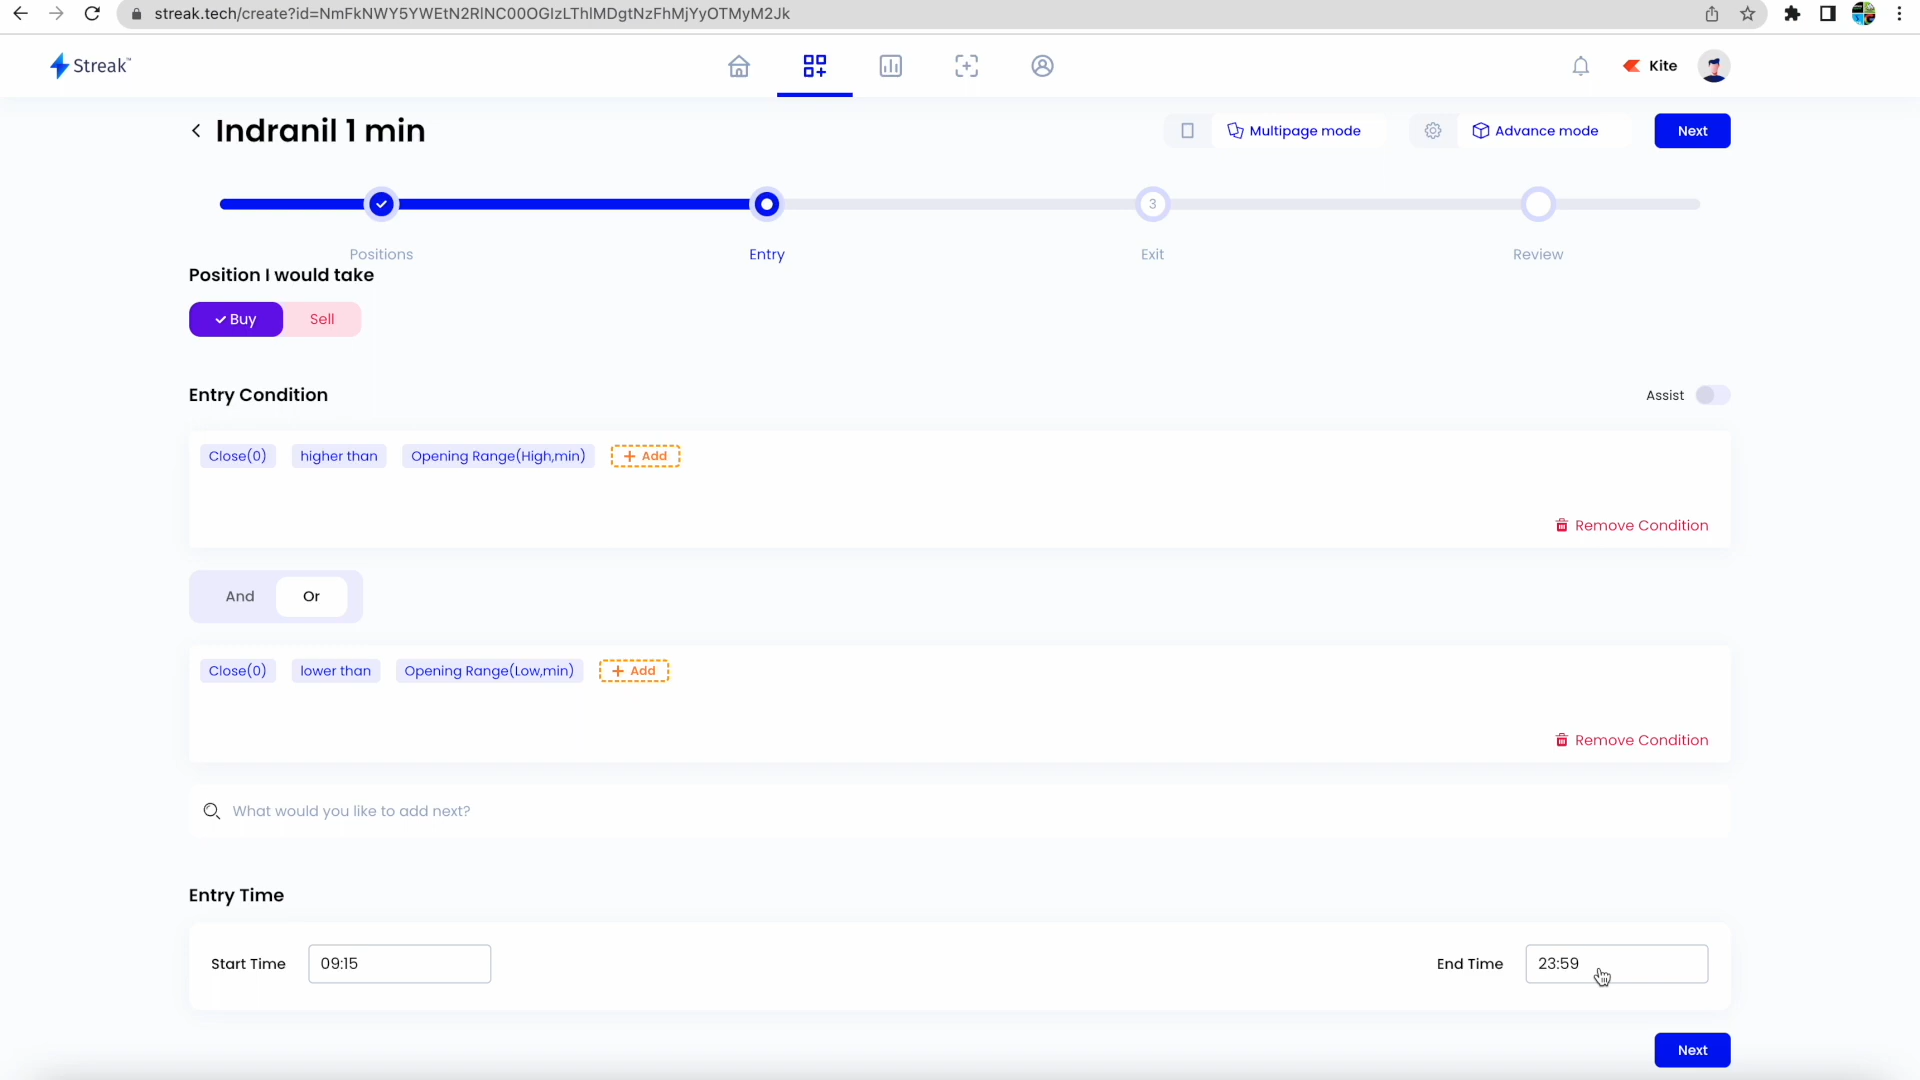 streak.tech/create?id=NmFkNWY5YWEtN2RlNC00OGIzLThlMDgtNzFhMjYyOTMyM2Jk
Streak™
Kite
Indranil 1 min
Multipage mode
Advance mode
Next
3
Positions
Entry
Exit
Review
Position I would take
Buy
Sell
Entry Condition
Assist
Close(0) higher than Opening Range(High,min) + Add
Remove Condition
And
Or
Close(0) lower than Opening Range(Low,min) + Add
Remove Condition
What would you like to add next?
Entry Time
Start Time
09:15
End Time
23:59
Next